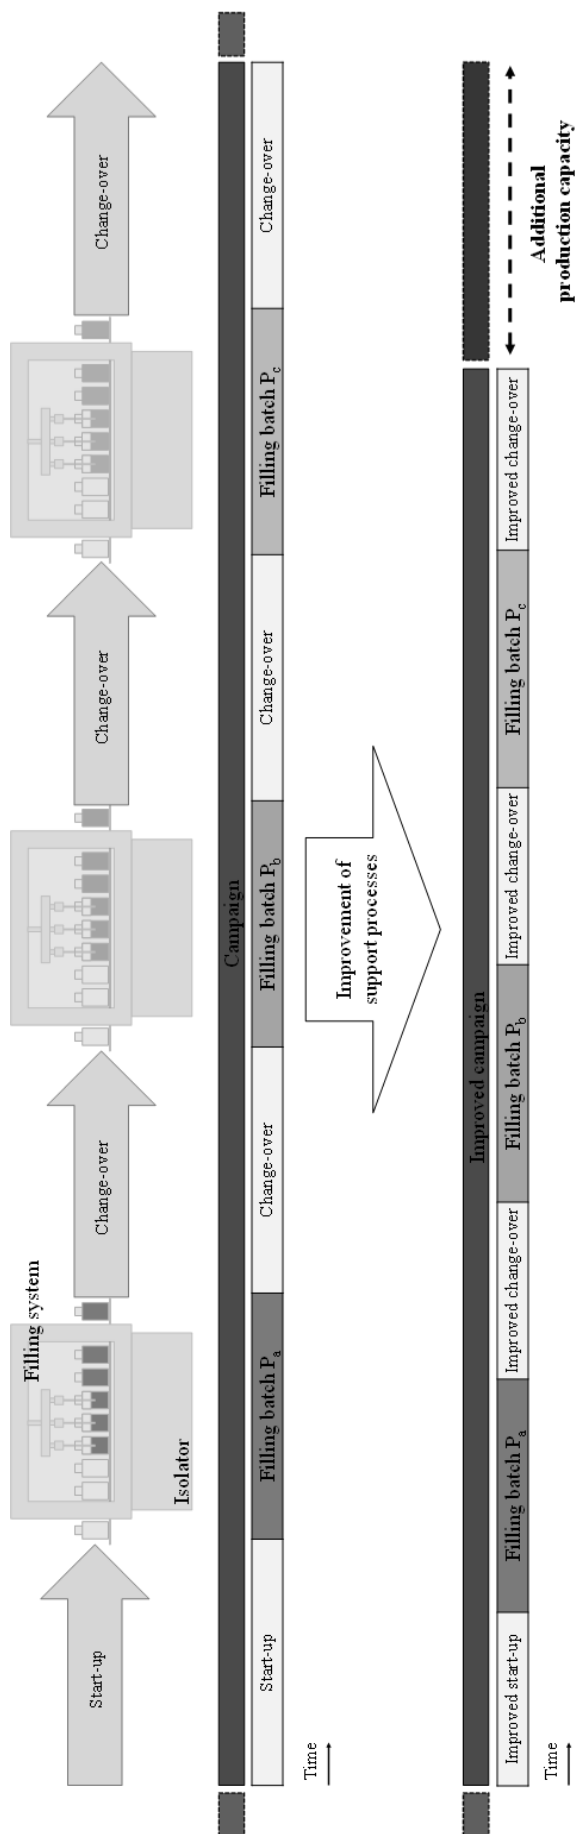 Start-up
Change-over
Change-over
Change-over
Filling system
Isolator
Campaign
Start-up
Filling batch Pa
Change-over
Filling batch Pb
Change-over
Filling batch Pc
Change-over
Time
Improvement of
support processes
Improved campaign
Improved start-up
Filling batch Pa
Improved change-over
Filling batch Pb
Improved change-over
Filling batch Pc
Improved change-over
Additional
production capacity
Time